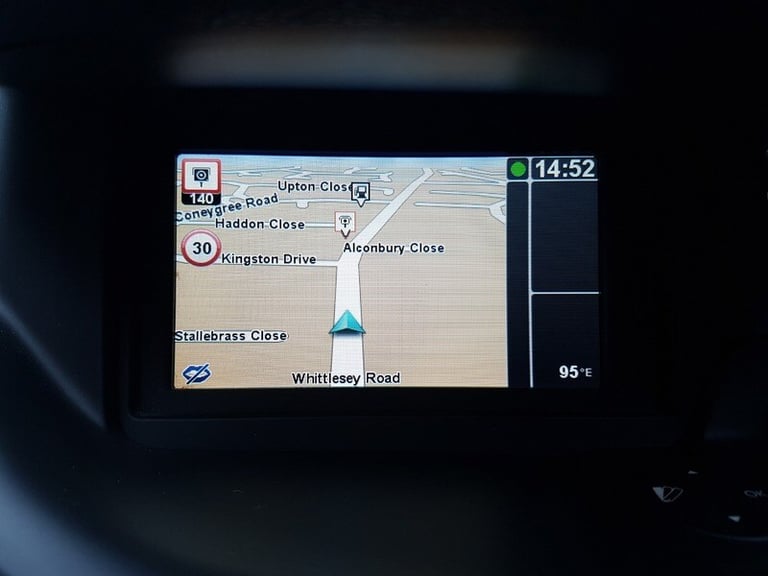 14:52
140
Upton Close
Coneygree Road
Haddon Close
30
Alconbury Close
Kingston Drive
Stallebrass Close
Whittlesey Road
95°E
OK